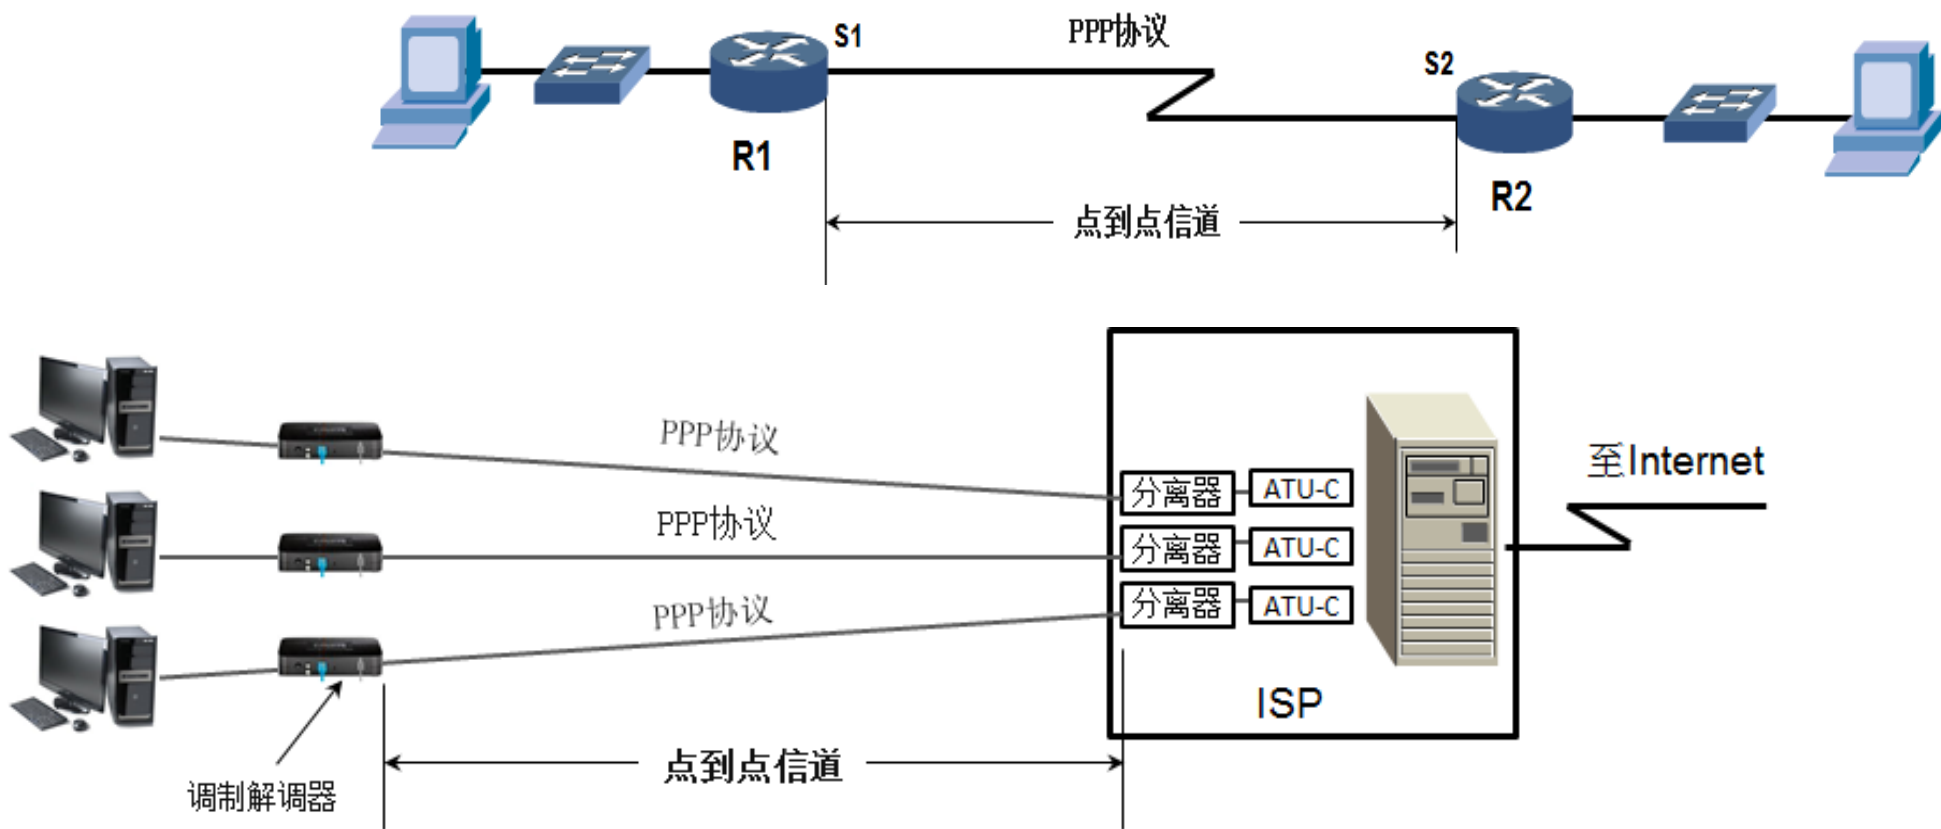 S1
PPP协议
S2
R1
R2
点到点信道
PPP协议
PPP协议
PPP协议
分离器
ATU-C
分离器
ATU-C
分离器
ATU-C
至Internet
ISP
点到点信道
调制解调器